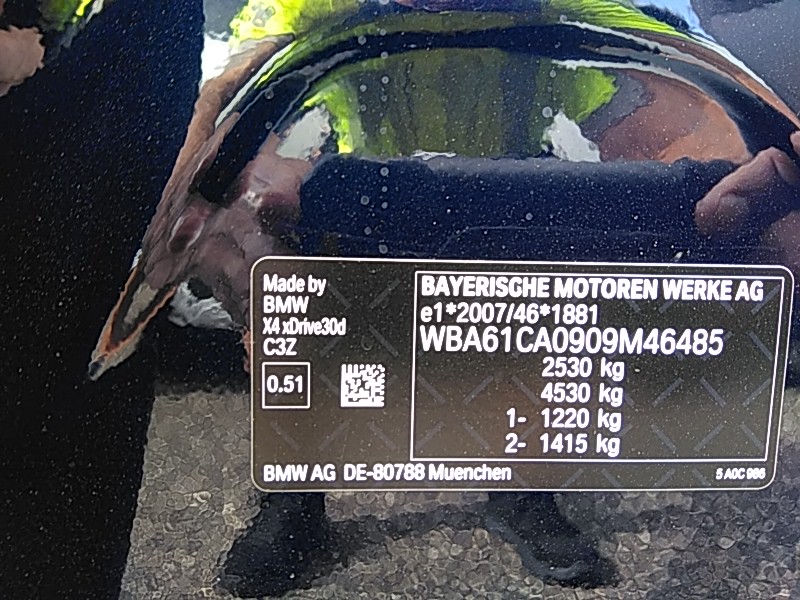 Made by
BMW
X4 xDrive30d
C3Z
0.51
BAYERISCHE MOTOREN WERKE AG
e1*2007/46*1881
WBA61CA0909M46485
2530 kg
4530 kg
1- 1220 kg
2- 1415 kg
BMW AG DE-80788 Muenchen
5 A0C 986